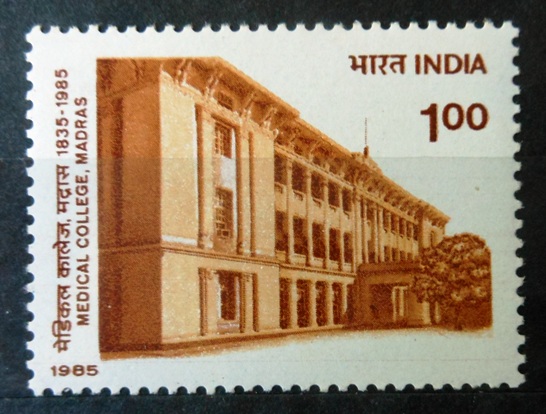 भारत INDIA
1.00
मेडिकल कालेज, मद्रास 1835-1985
MEDICAL COLLEGE, MADRAS
1985